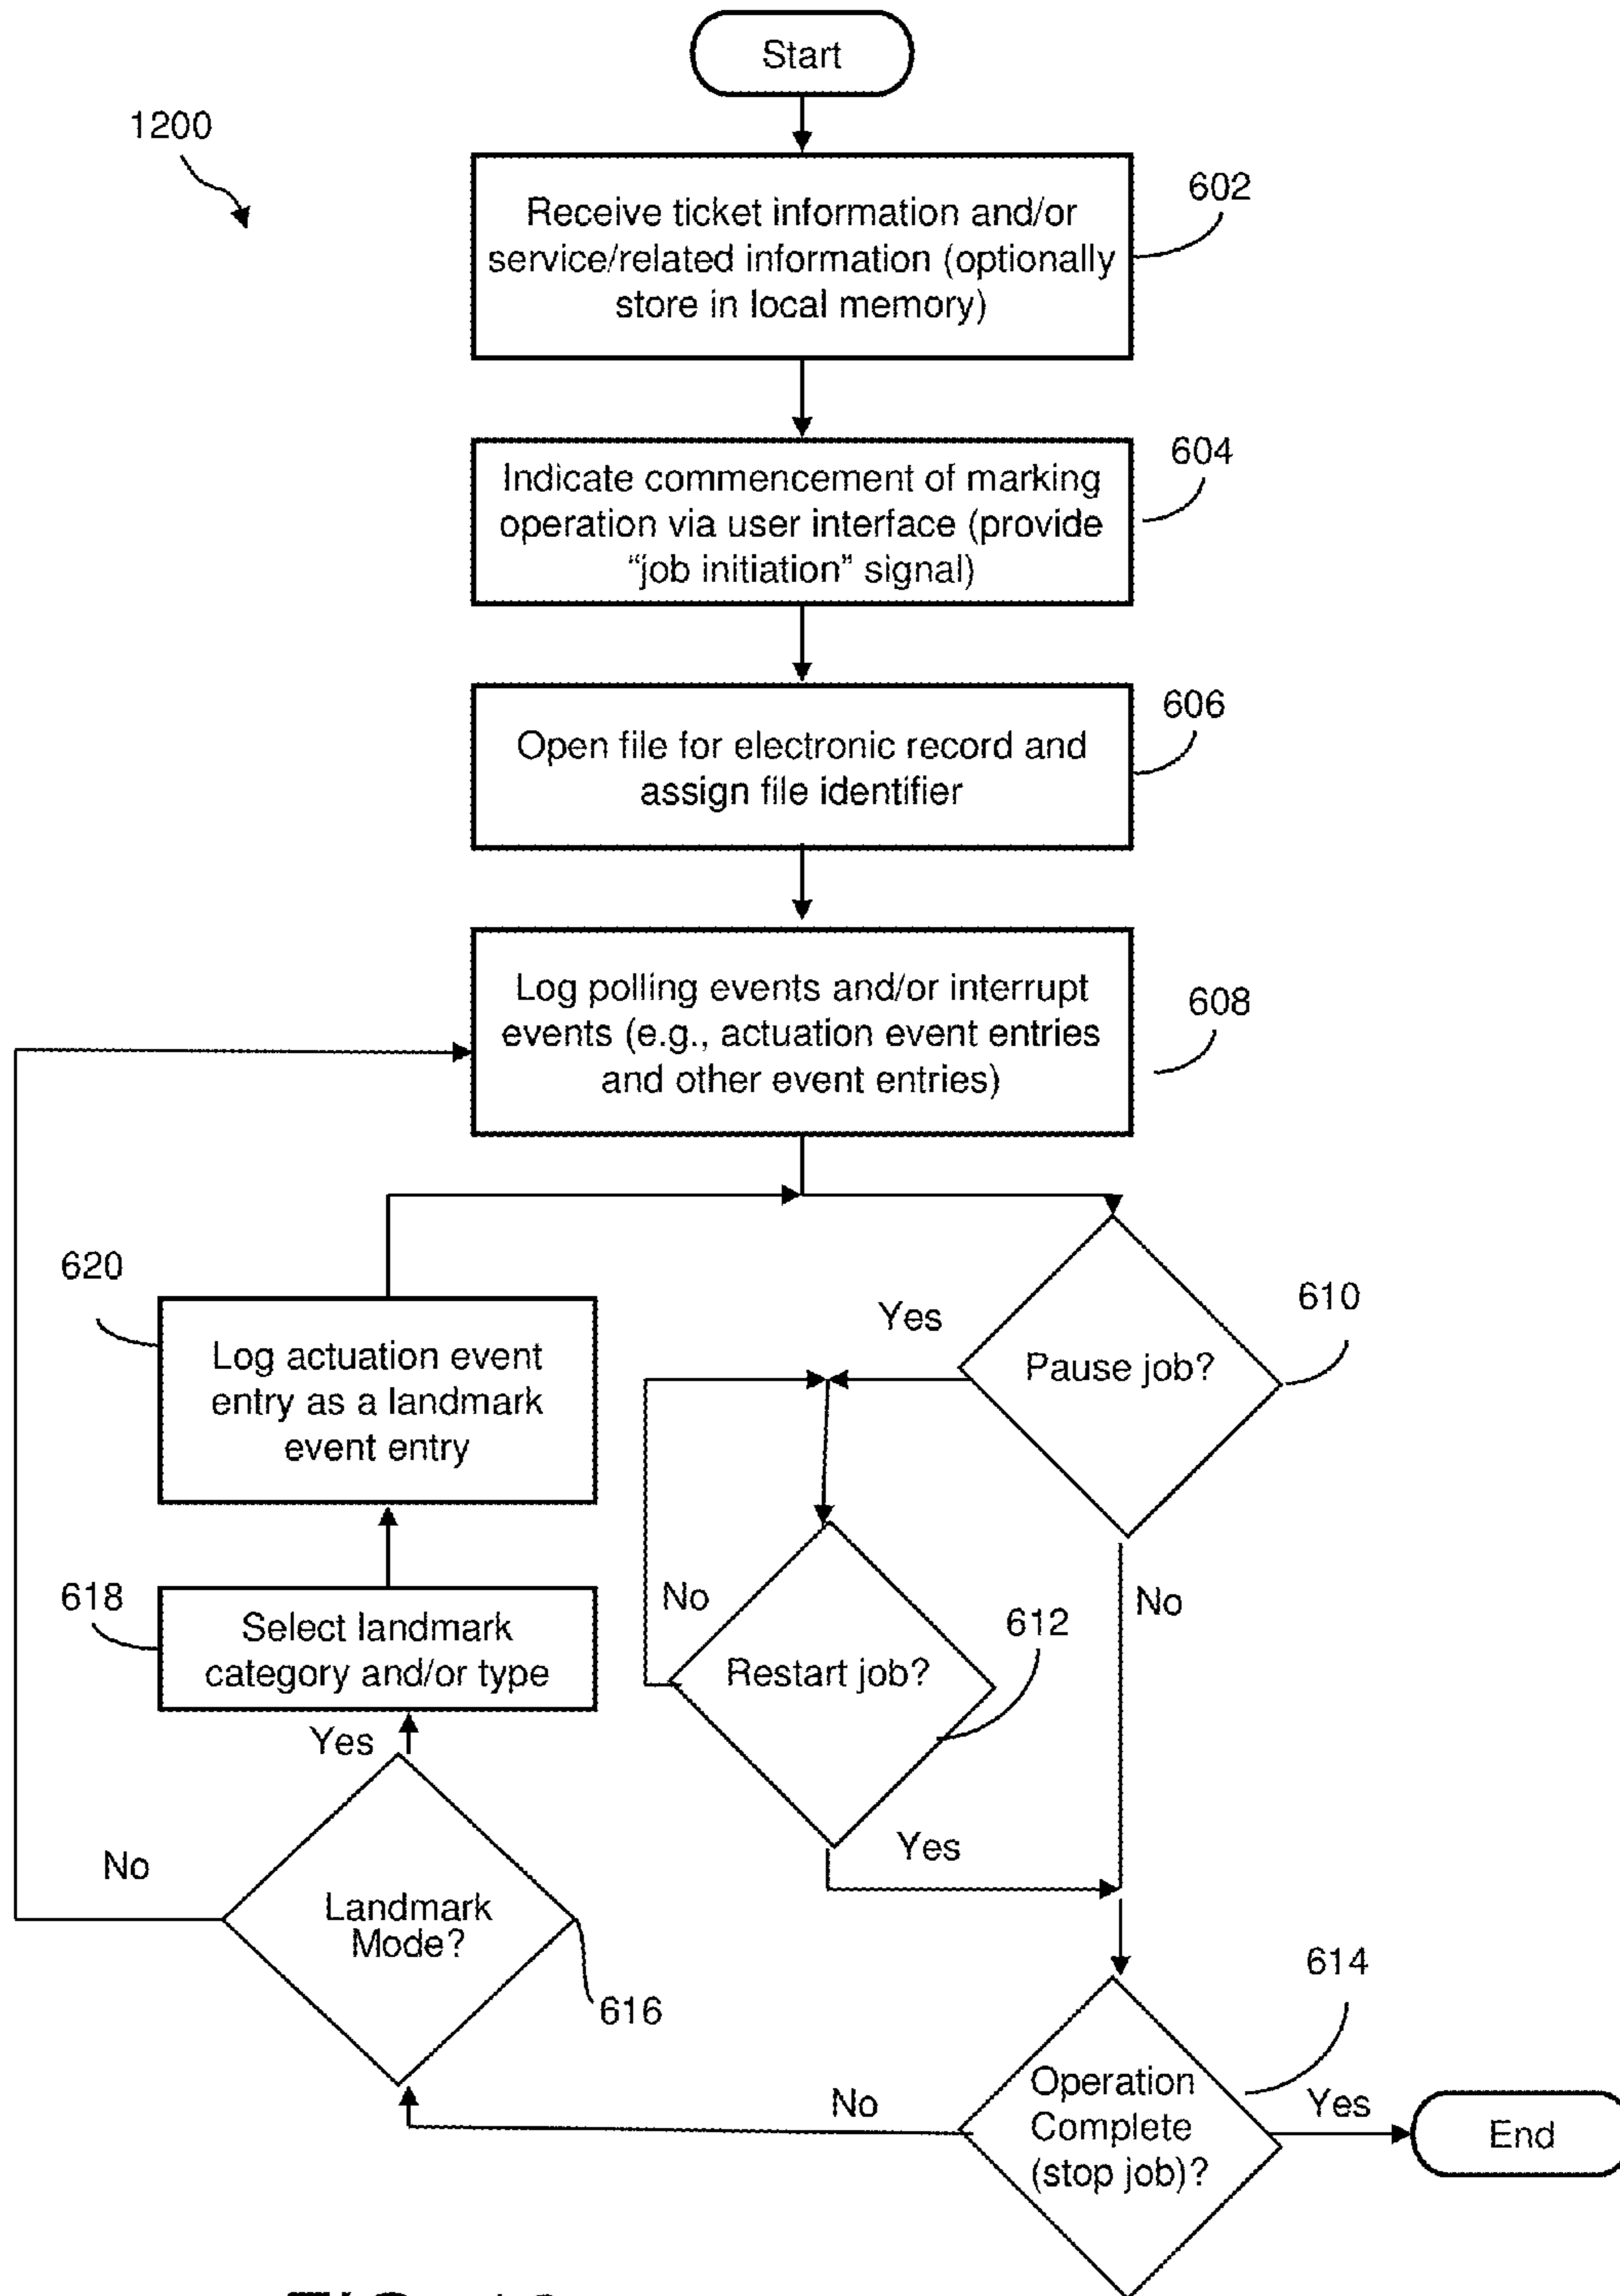 Start
1200
Receive ticket information and/or
service/related information (optionally
store in local memory)
602
Indicate commencement of marking
operation via user interface (provide
“job initiation” signal)
604
Open file for electronic record and
assign file identifier
606
Log polling events and/or interrupt
events (e.g., actuation event entries
and other event entries)
608
620
Log actuation event
entry as a landmark
event entry
Yes
Pause job?
610
618
Select landmark
category and/or type
No
Restart job?
612
No
Yes
Yes
No
Landmark
Mode?
616
614
Operation
Complete
(stop job)?
No
Yes
End